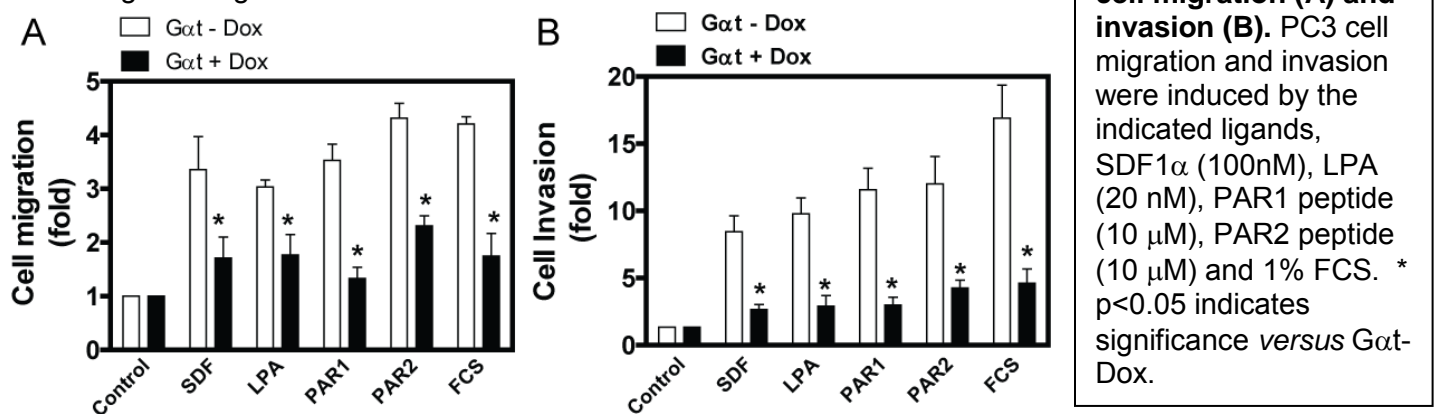 A
Gαt - Dox
Gαt + Dox
Cell migration
(fold)
5
4
3
2
1
0
* * * * *
Control SDF LPA PAR1 PAR2 FCS
B
Gαt - Dox
Gαt + Dox
Cell Invasion
(fold)
20
15
10
5
0
* * * * *
Control SDF LPA PAR1 PAR2 FCS
cell migration (A) and
invasion (B). PC3 cell
migration and invasion
were induced by the
indicated ligands,
SDF1α (100nM), LPA
(20 nM), PAR1 peptide
(10 μM), PAR2 peptide
(10 μM) and 1% FCS. *
p<0.05 indicates
significance versus Gαt-
Dox.